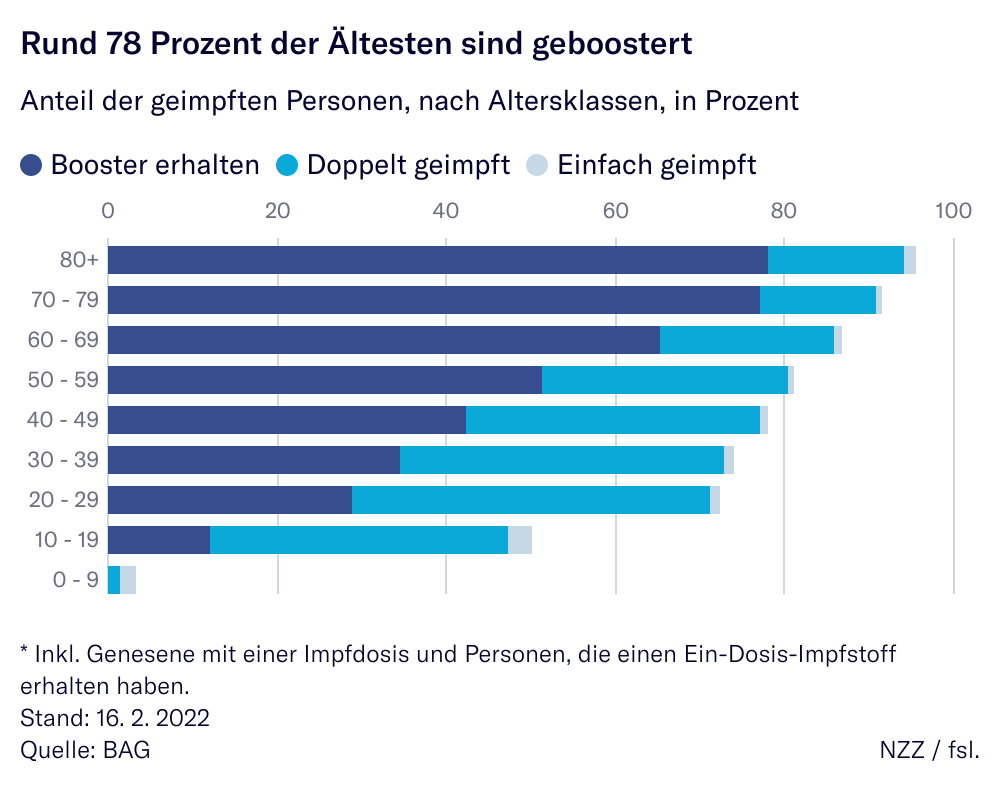 Rund 78 Prozent der Ältesten sind geboostert
Anteil der geimpften Personen, nach Altersklassen, in Prozent
Booster erhalten Doppelt geimpft Einfach geimpft
0 20 40 60 80 100
80+
70 - 79
60 - 69
50 - 59
40 - 49
30 - 39
20 - 29
10 - 19
0 - 9
* Inkl. Genesene mit einer Impfdosis und Personen, die einen Ein-Dosis-Impfstoff
erhalten haben.
Stand: 16. 2. 2022
Quelle: BAG NZZ / fsl.